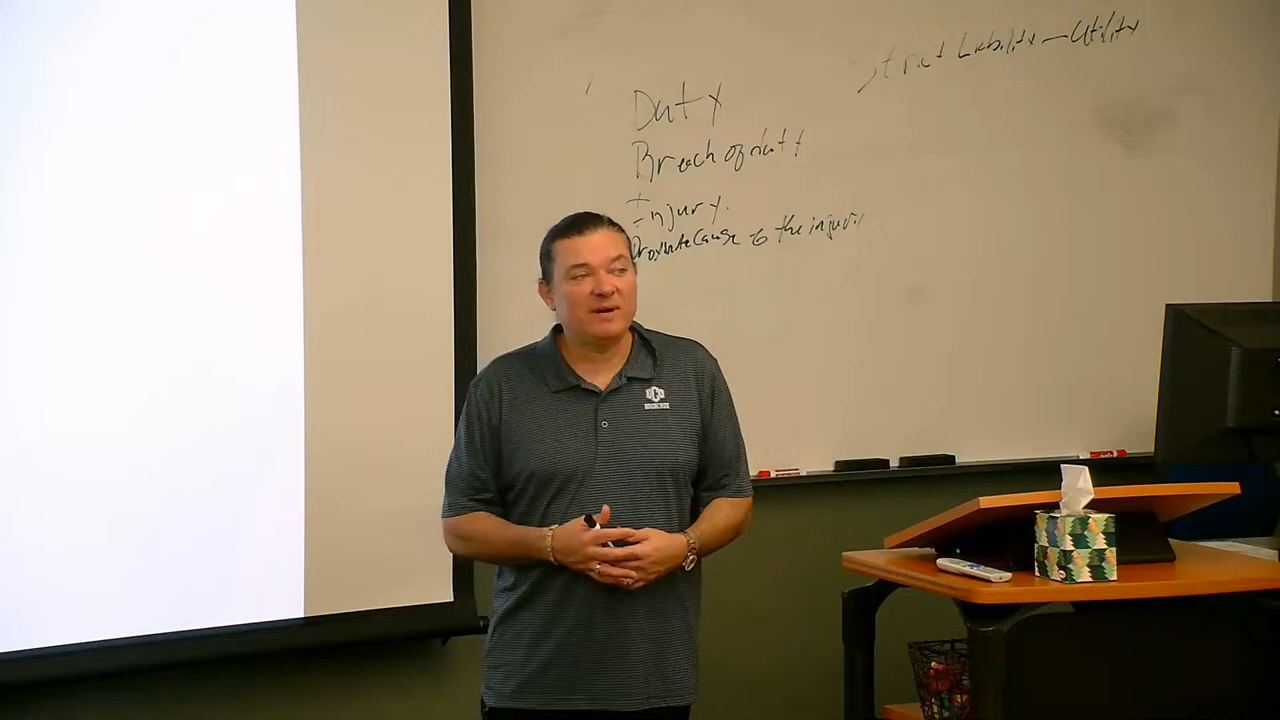 Strict Liability — Utility
Duty
Breach of duty
Injury.
Proximate Cause to the injury